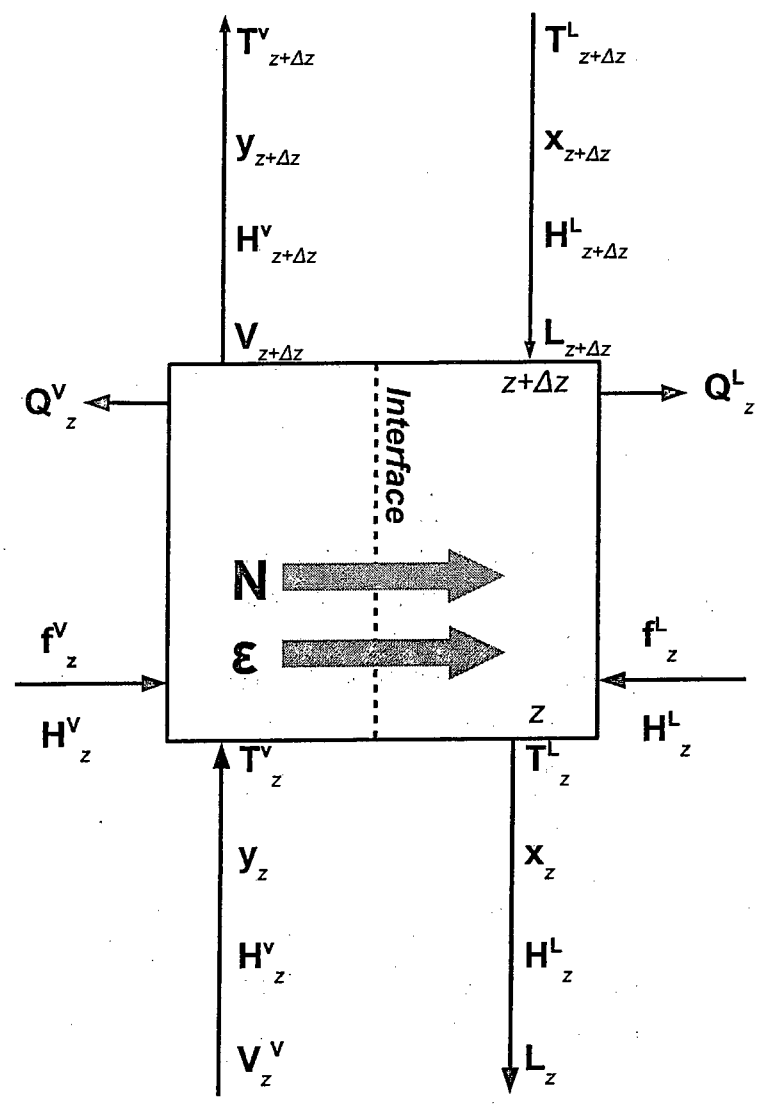 T^v_{z+Δz} T^L_{z+Δz}
y_{z+Δz} x_{z+Δz}
H^v_{z+Δz} H^L_{z+Δz}
V_{z+Δz} L_{z+Δz}
z+Δz
Q^V_z Q^L_z
Interface
N
ε
f^V_z f^L_z
H^V_z H^L_z
z
T^v_z T^L_z
y_z x_z
H^v_z H^L_z
V_z^V L_z